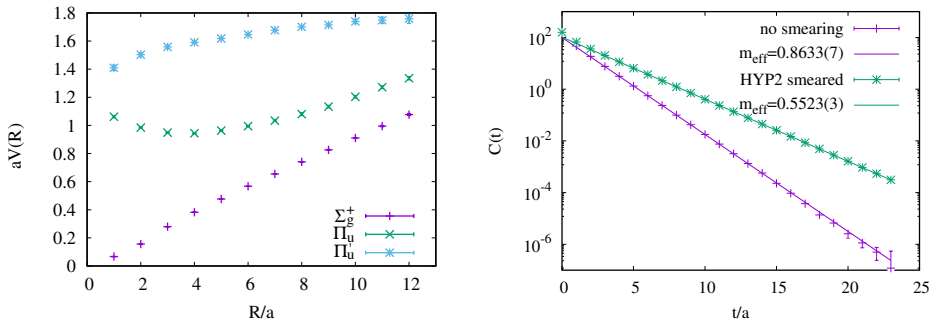 1.8
1.6
1.4
1.2
1
0.8
0.6
0.4
0.2
0
0 2 4 6 8 10 12
aV(R)
R/a
Σg+
Πu
Πu'
10^2
10^0
10^-2
10^-4
10^-6
0 5 10 15 20 25
C(t)
t/a
no smearing
meff=0.8633(7)
HYP2 smeared
meff=0.5523(3)